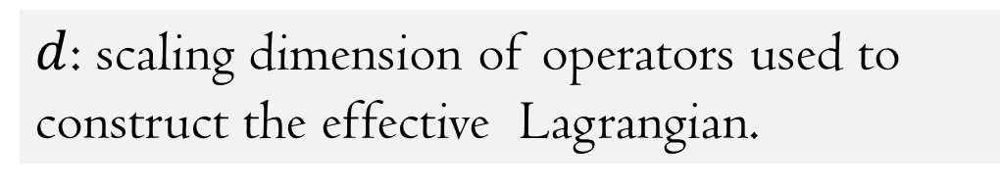 d: scaling dimension of operators used to
construct the effective Lagrangian.